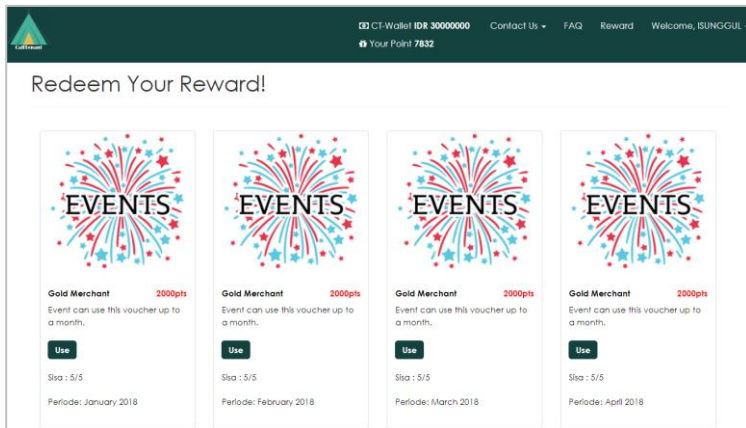 CallTenant
CT-Wallet IDR 30000000
Contact Us
FAQ
Reward
Welcome, ISUNGGUL
Your Point 7832
Redeem Your Reward!
EVENTS
Gold Merchant 2000pts
Event can use this voucher up to
a month.
Use
Sisa : 5/5
Periode: January 2018
EVENTS
Gold Merchant 2000pts
Event can use this voucher up to
a month.
Use
Sisa : 5/5
Periode: February 2018
EVENTS
Gold Merchant 2000pts
Event can use this voucher up to
a month.
Use
Sisa : 5/5
Periode: March 2018
EVENTS
Gold Merchant 2000pts
Event can use this voucher up to
a month.
Use
Sisa : 5/5
Periode: April 2018